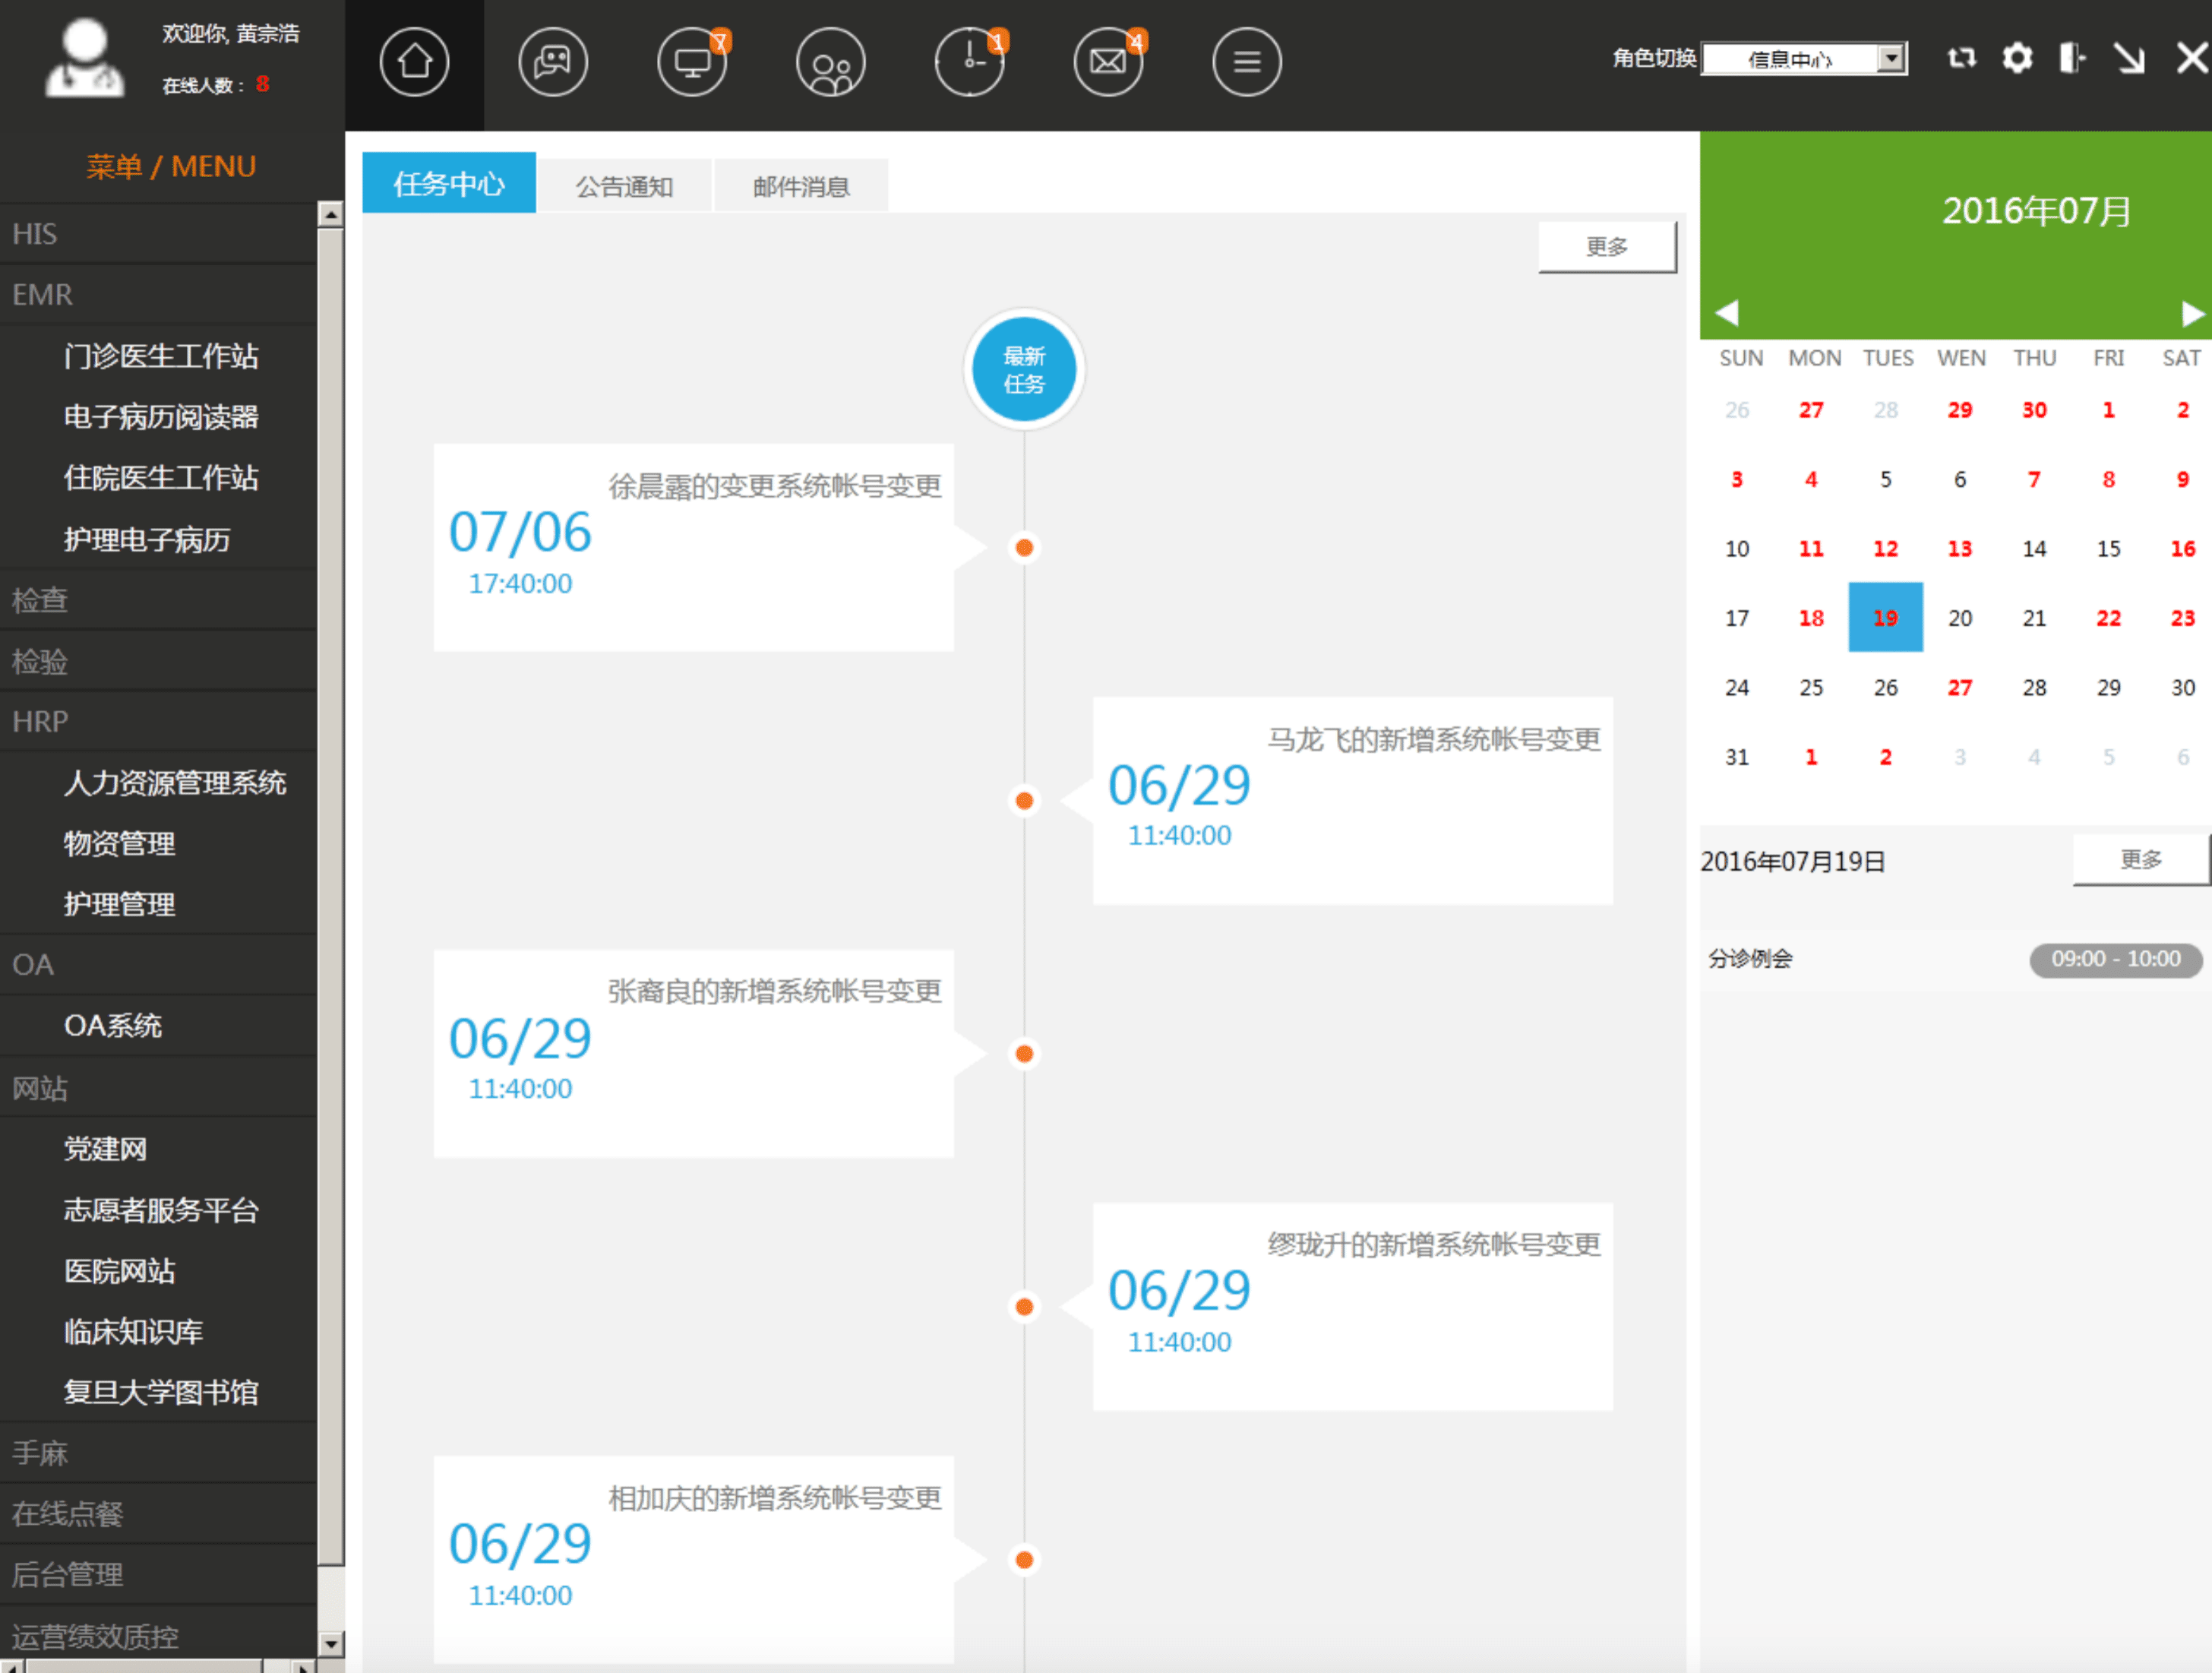 欢迎你, 黄宗浩
在线人数： 8
7
1
4
角色切换 信息中心
菜单 / MENU
HIS
EMR
门诊医生工作站
电子病历阅读器
住院医生工作站
护理电子病历
检查
检验
HRP
人力资源管理系统
物资管理
护理管理
OA
OA系统
网站
党建网
志愿者服务平台
医院网站
临床知识库
复旦大学图书馆
手麻
在线点餐
后台管理
运营绩效质控
任务中心 公告通知 邮件消息
更多
最新
任务
徐晨露的变更系统帐号变更
07/06
17:40:00
马龙飞的新增系统帐号变更
06/29
11:40:00
张裔良的新增系统帐号变更
06/29
11:40:00
缪珑升的新增系统帐号变更
06/29
11:40:00
相加庆的新增系统帐号变更
06/29
11:40:00
2016年07月
SUN MON TUES WEN THU FRI SAT
26 27 28 29 30 1 2
3 4 5 6 7 8 9
10 11 12 13 14 15 16
17 18 19 20 21 22 23
24 25 26 27 28 29 30
31 1 2 3 4 5 6
2016年07月19日 更多
分诊例会 09:00 - 10:00